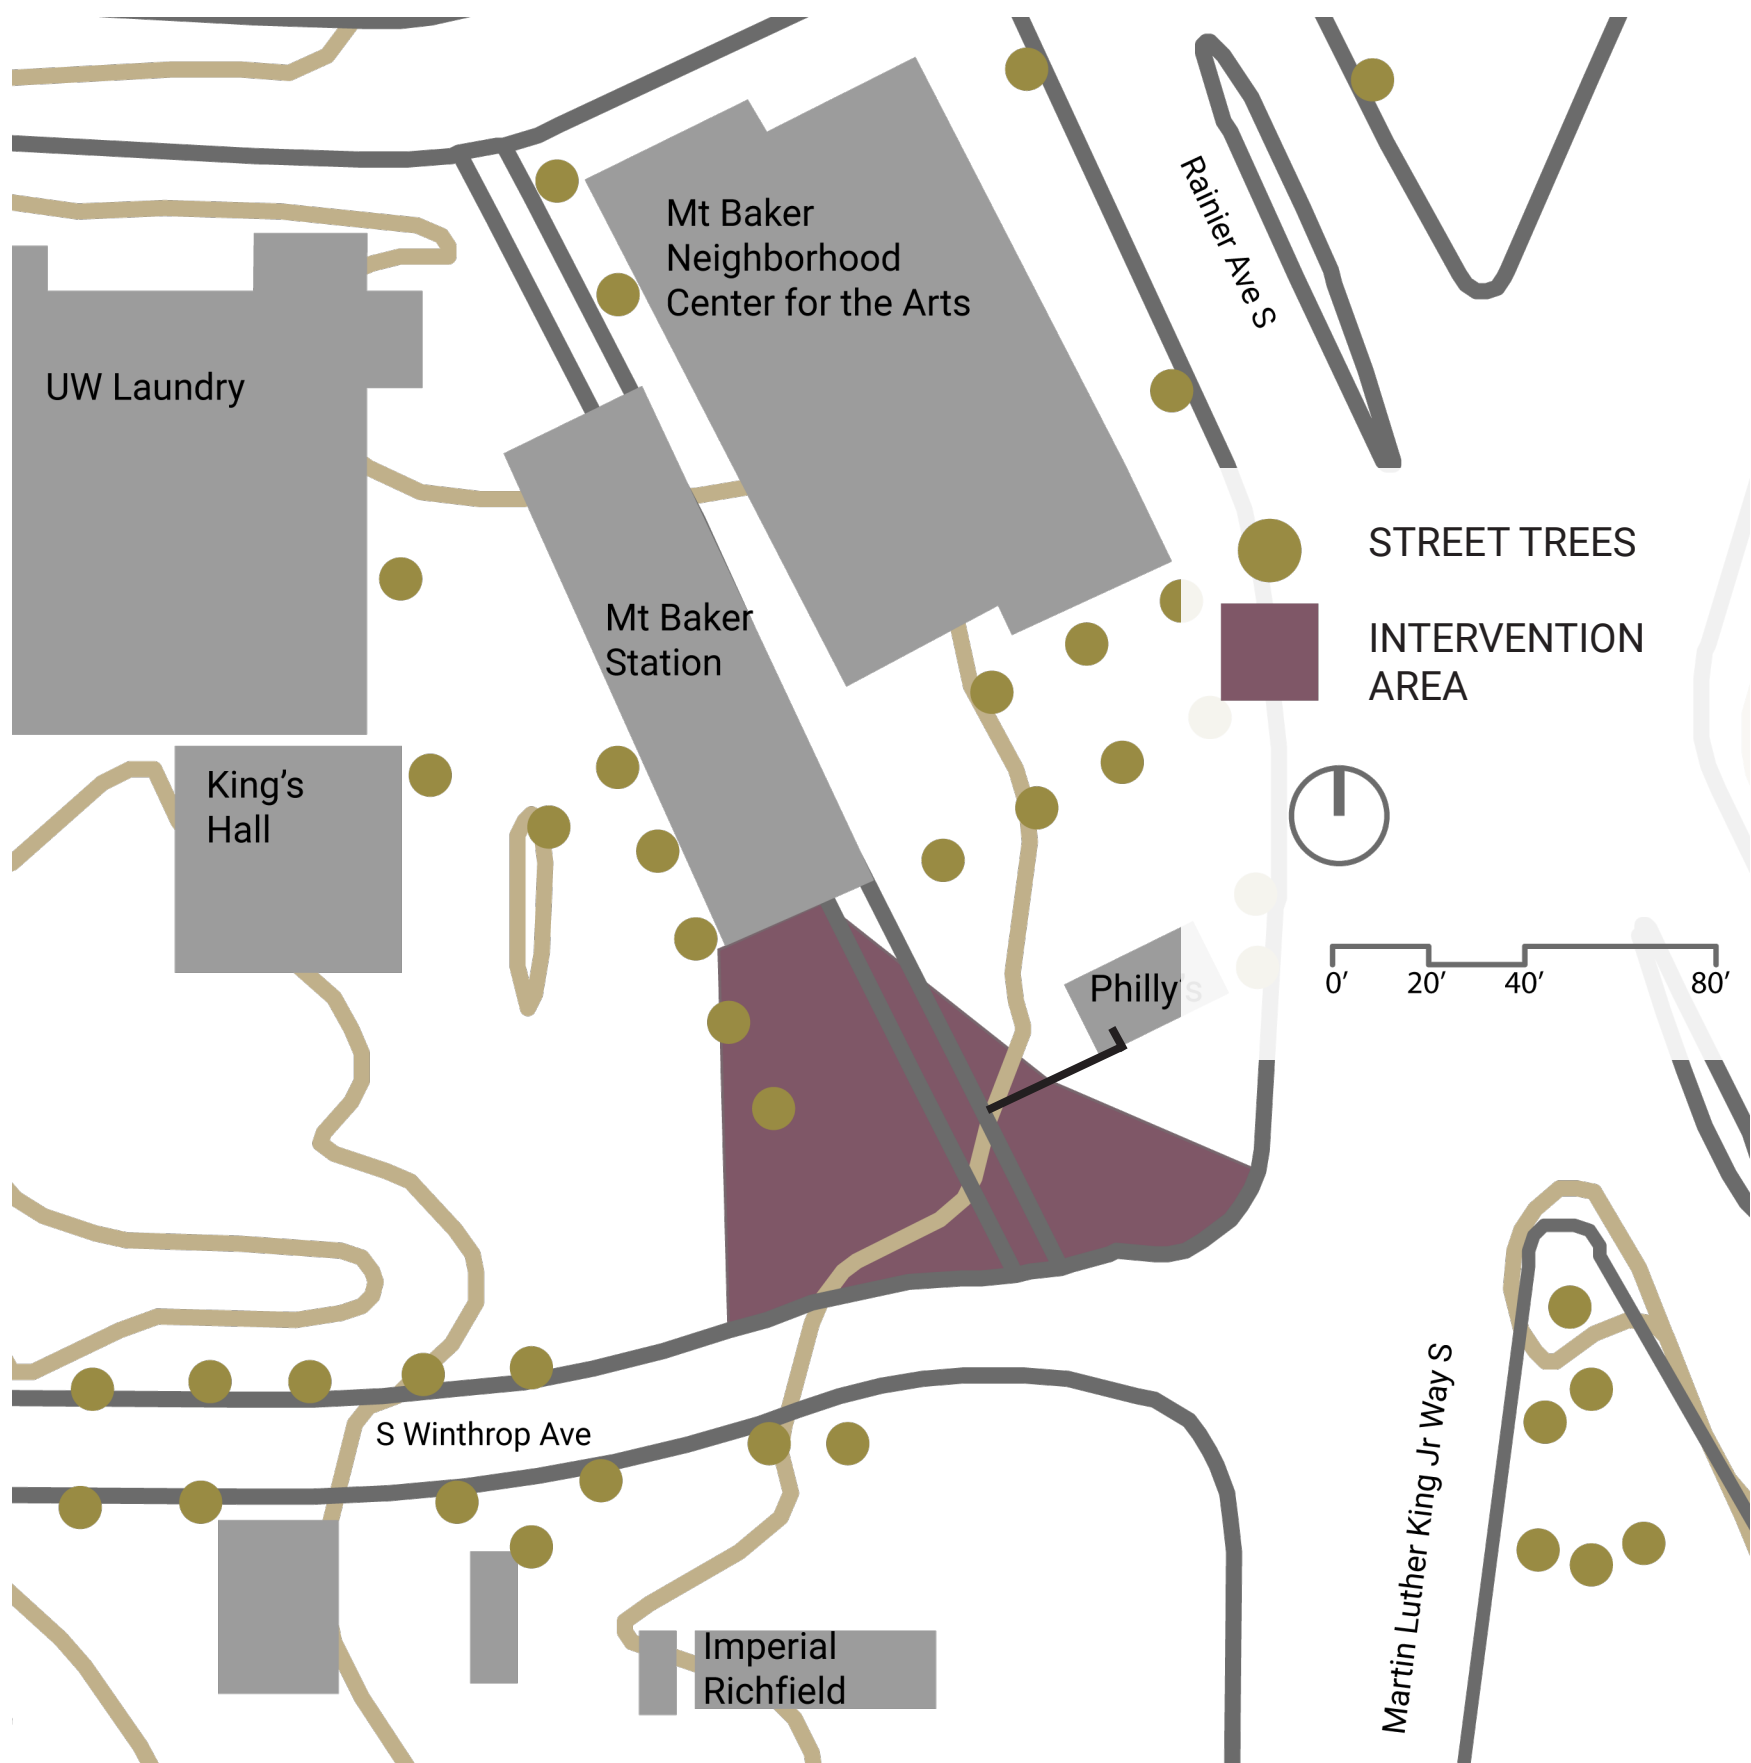 Rainier Ave S
Mt Baker
Neighborhood
Center for the Arts
UW Laundry
STREET TREES
INTERVENTION
AREA
Mt Baker
Station
King’s
Hall
Philly’s
0’ 20’ 40’ 80’
S Winthrop Ave
Martin Luther King Jr Way S
Imperial
Richfield